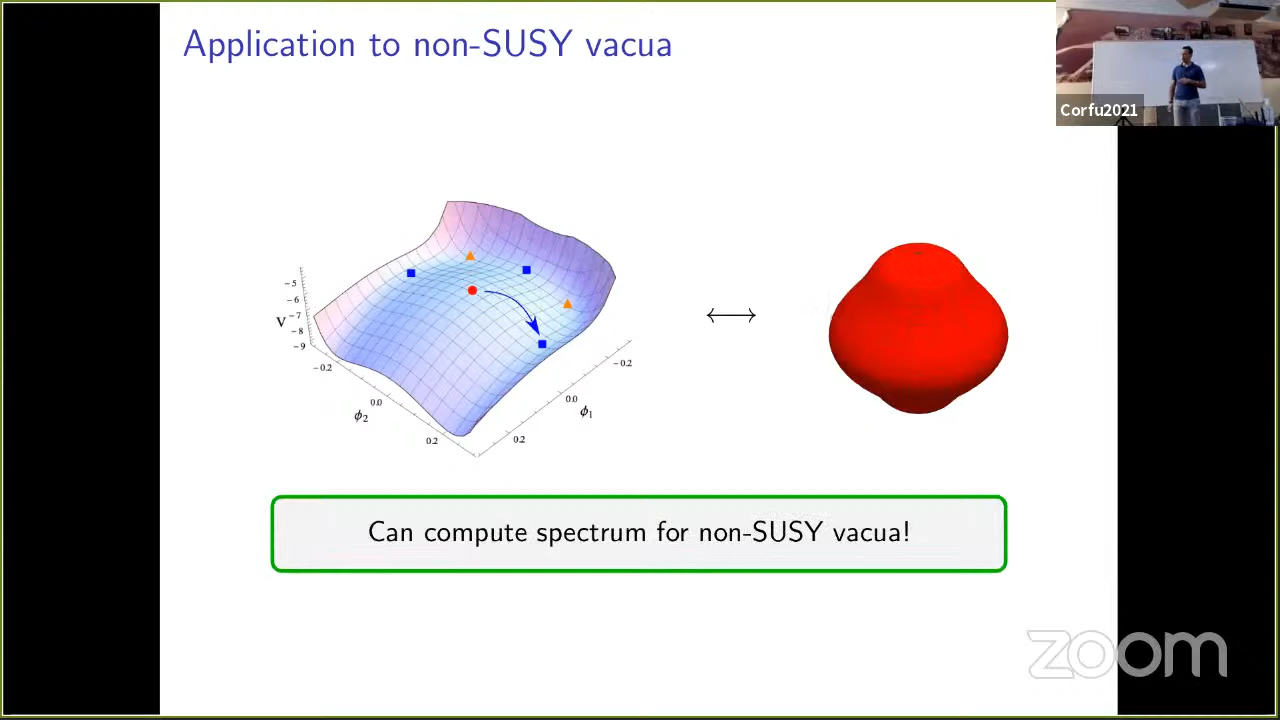 Application to non-SUSY vacua
Corfu2021
−5
−6
V
−7
−8
−9
−0.2
0.0
ϕ2
0.2
−0.2
0.0
ϕ1
0.2
⟷
Can compute spectrum for non-SUSY vacua!
zoom